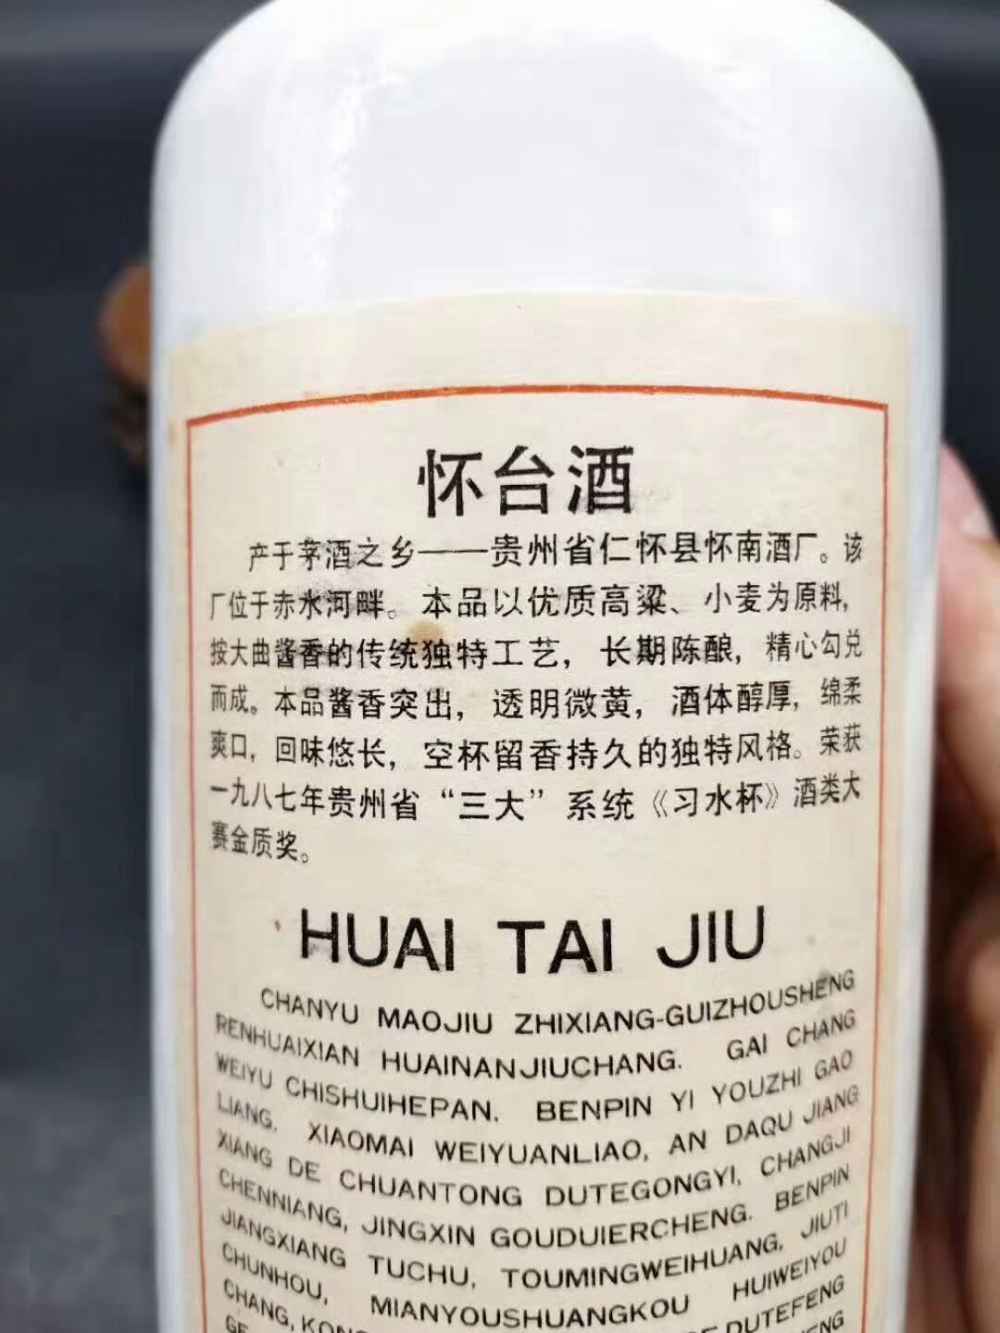 怀台酒
产于茅酒之乡——贵州省仁怀县怀南酒厂。该
厂位于赤水河畔。本品以优质高粱、小麦为原料,
按大曲酱香的传统独特工艺,长期陈酿,精心勾兑
而成。本品酱香突出,透明微黄,酒体醇厚,绵柔
爽口,回味悠长,空杯留香持久的独特风格。荣获
一九八七年贵州省“三大”系统《习水杯》酒类大
赛金质奖。
HUAI TAI JIU
CHANYU MAOJIU ZHIXIANG-GUIZHOUSHENG
RENHUAIXIAN HUAINANJIUCHANG. GAI CHANG
WEIYU CHISHUIHEPAN. BENPIN YI YOUZHI GAO
LIANG, XIAOMAI WEIYUANLIAO, AN DAQU JIANG
XIANG DE CHUANTONG DUTEGONGYI, CHANGJI
CHENNIANG, JINGXIN GOUDUIERCHENG. BENPIN
JIANGXIANG TUCHU, TOUMINGWEIHUANG, JIUTI
CHUNHOU, MIANYOUSHUANGKOU HUIWEIYOU
CHANG, DUTEFENG